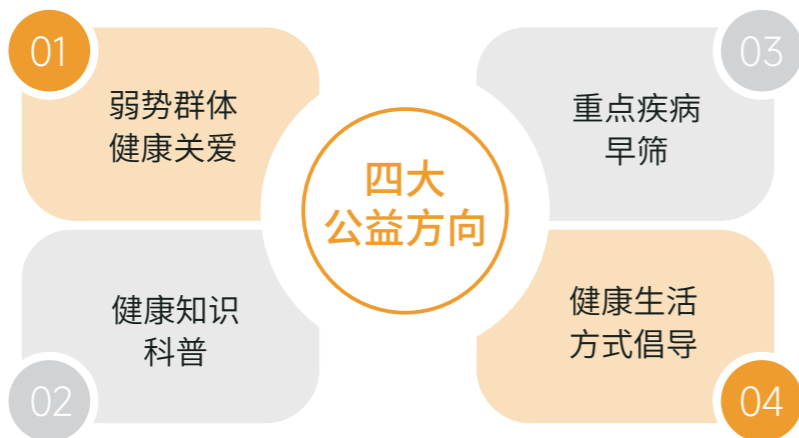 01
弱势群体
健康关爱
02
健康知识
科普
四大
公益方向
03
重点疾病
早筛
04
健康生活
方式倡导